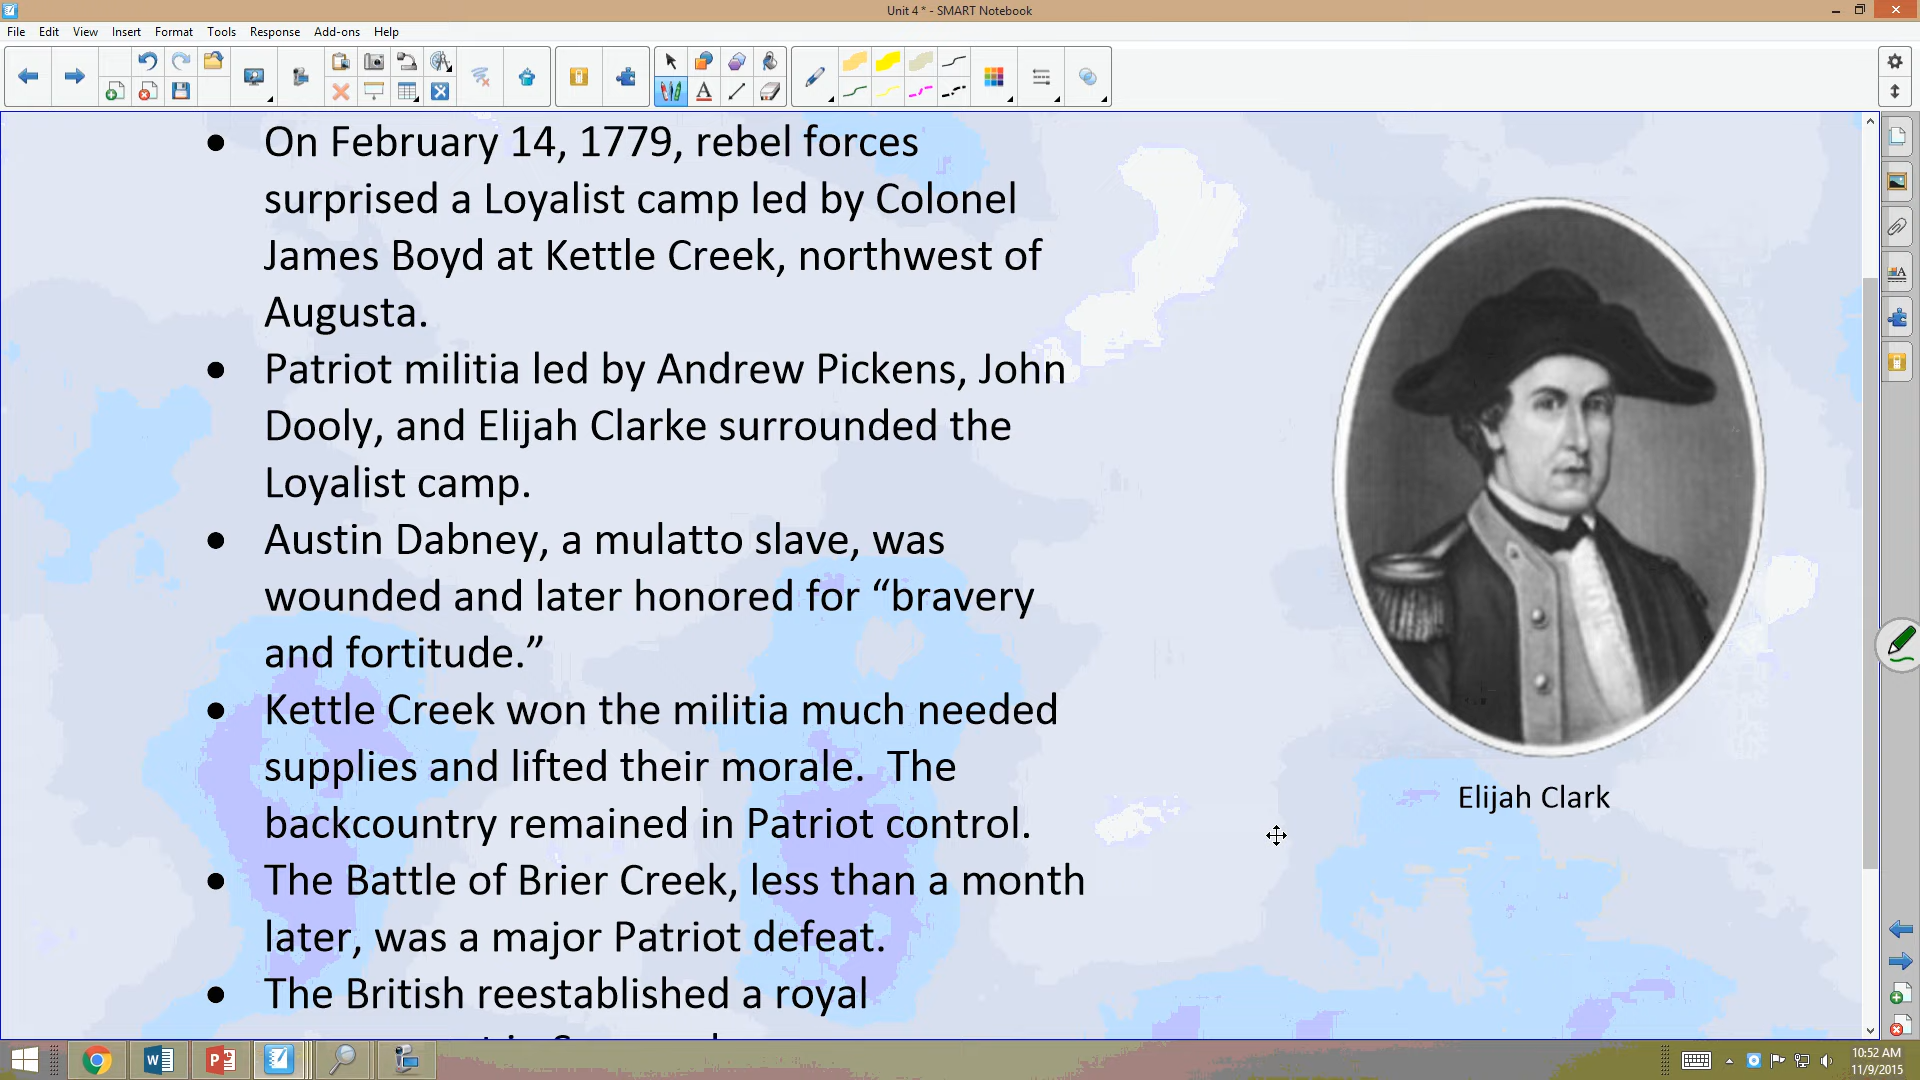 Unit 4 * - SMART Notebook
File Edit View Insert Format Tools Response Add-ons Help
• On February 14, 1779, rebel forces
surprised a Loyalist camp led by Colonel
James Boyd at Kettle Creek, northwest of
Augusta.
• Patriot militia led by Andrew Pickens, John
Dooly, and Elijah Clarke surrounded the
Loyalist camp.
• Austin Dabney, a mulatto slave, was
wounded and later honored for “bravery
and fortitude.”
• Kettle Creek won the militia much needed
supplies and lifted their morale.  The
backcountry remained in Patriot control.
• The Battle of Brier Creek, less than a month
later, was a major Patriot defeat.
• The British reestablished a royal
Elijah Clark
10:52 AM
11/9/2015